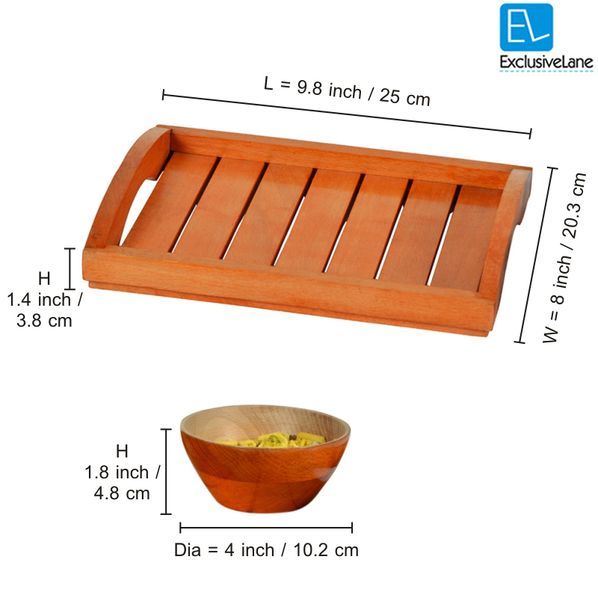 EL
ExclusiveLane
L = 9.8 inch / 25 cm
W = 8 inch / 20.3 cm
H
1.4 inch /
3.8 cm
H
1.8 inch /
4.8 cm
Dia = 4 inch / 10.2 cm